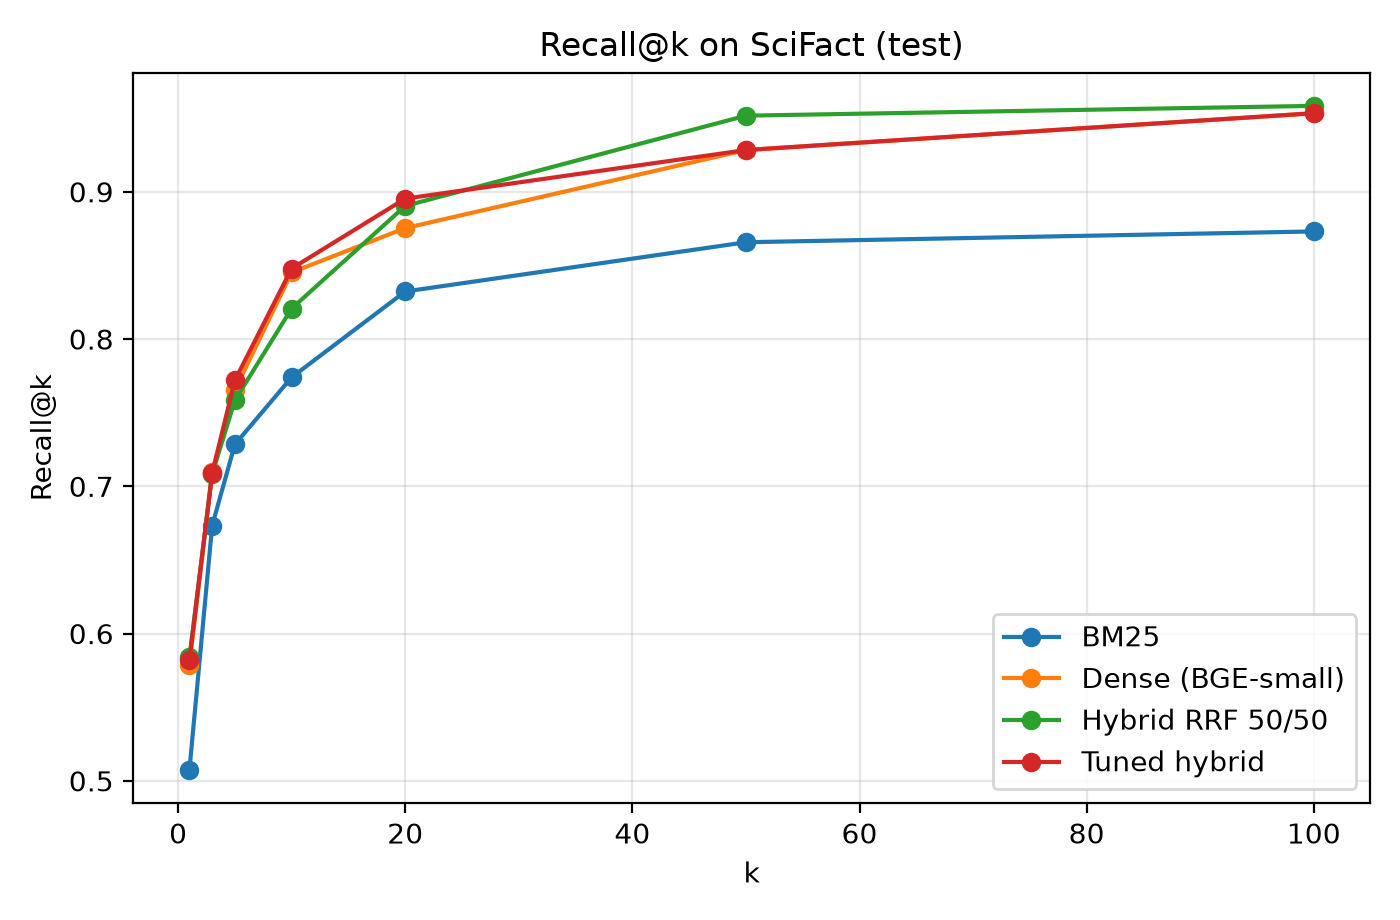 Recall@k on SciFact (test)
Recall@k
0.9
0.8
0.7
0.6
0.5
0 20 40 60 80 100
k
BM25
Dense (BGE-small)
Hybrid RRF 50/50
Tuned hybrid